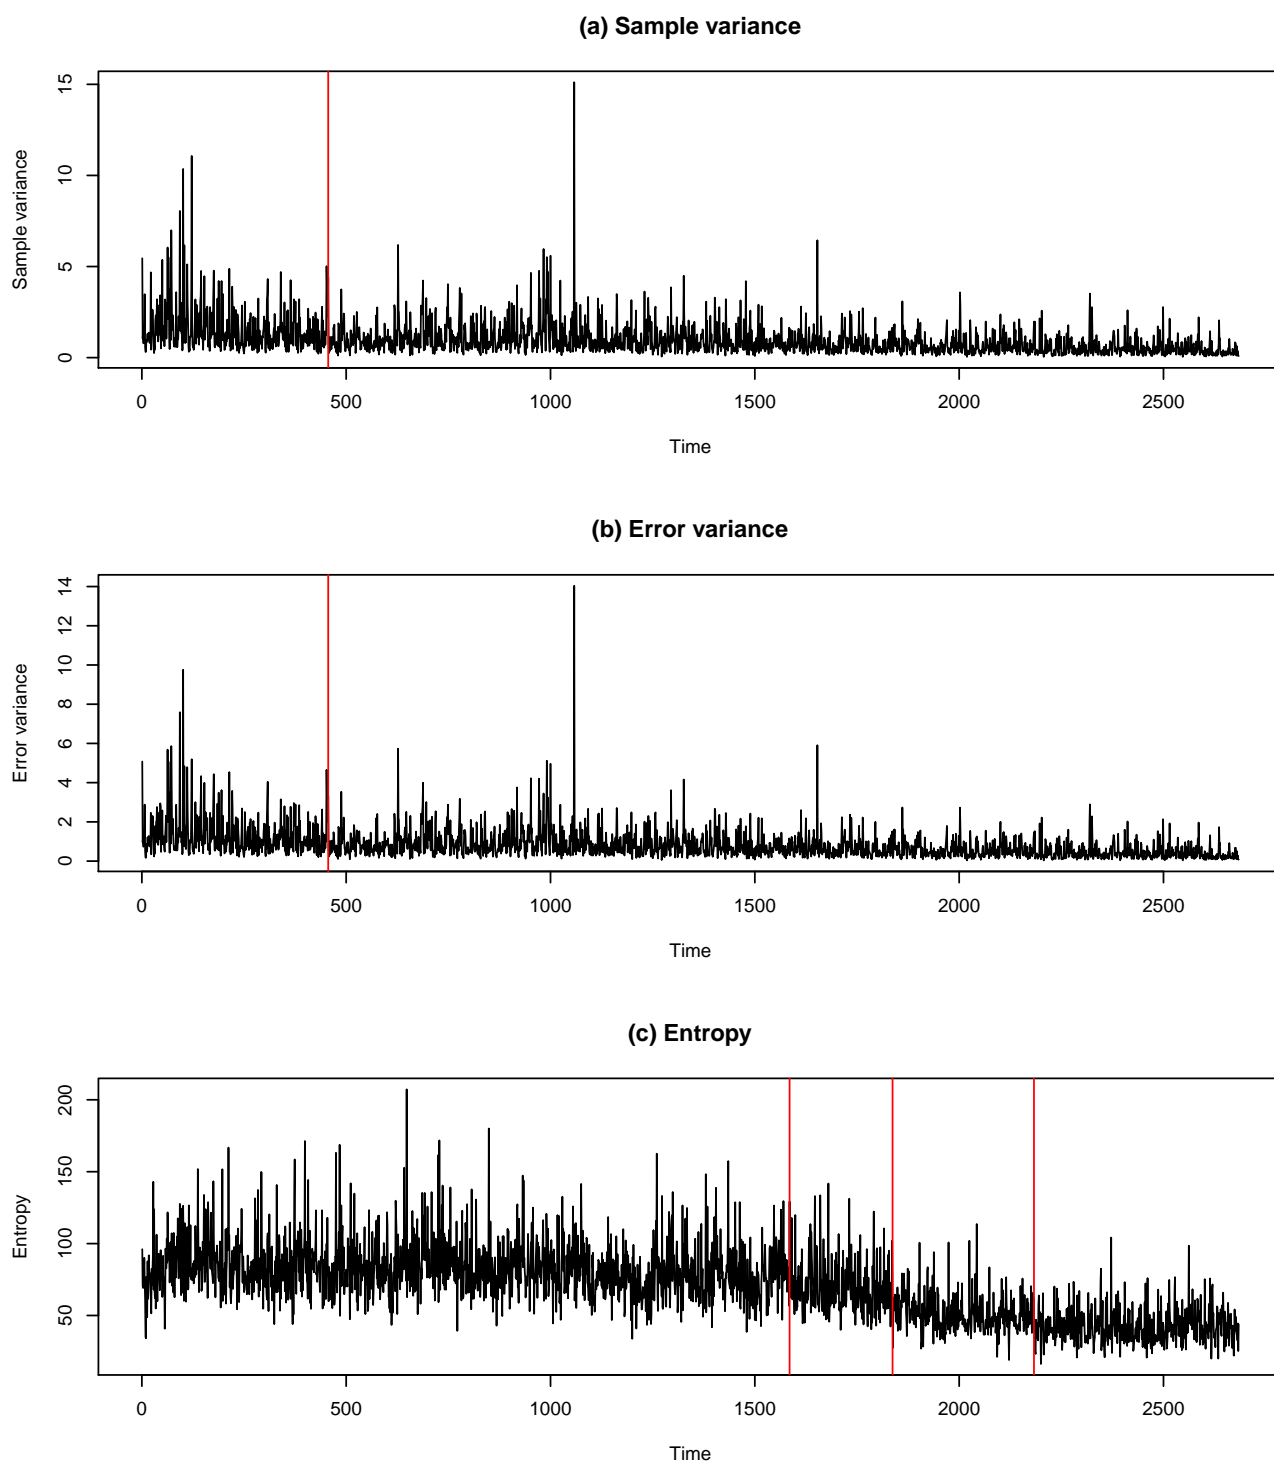 (a) Sample variance
Sample variance
15
10
5
0
0 500 1000 1500 2000 2500
Time
(b) Error variance
Error variance
14
12
10
8
6
4
2
0
0 500 1000 1500 2000 2500
Time
(c) Entropy
Entropy
200
150
100
50
0 500 1000 1500 2000 2500
Time